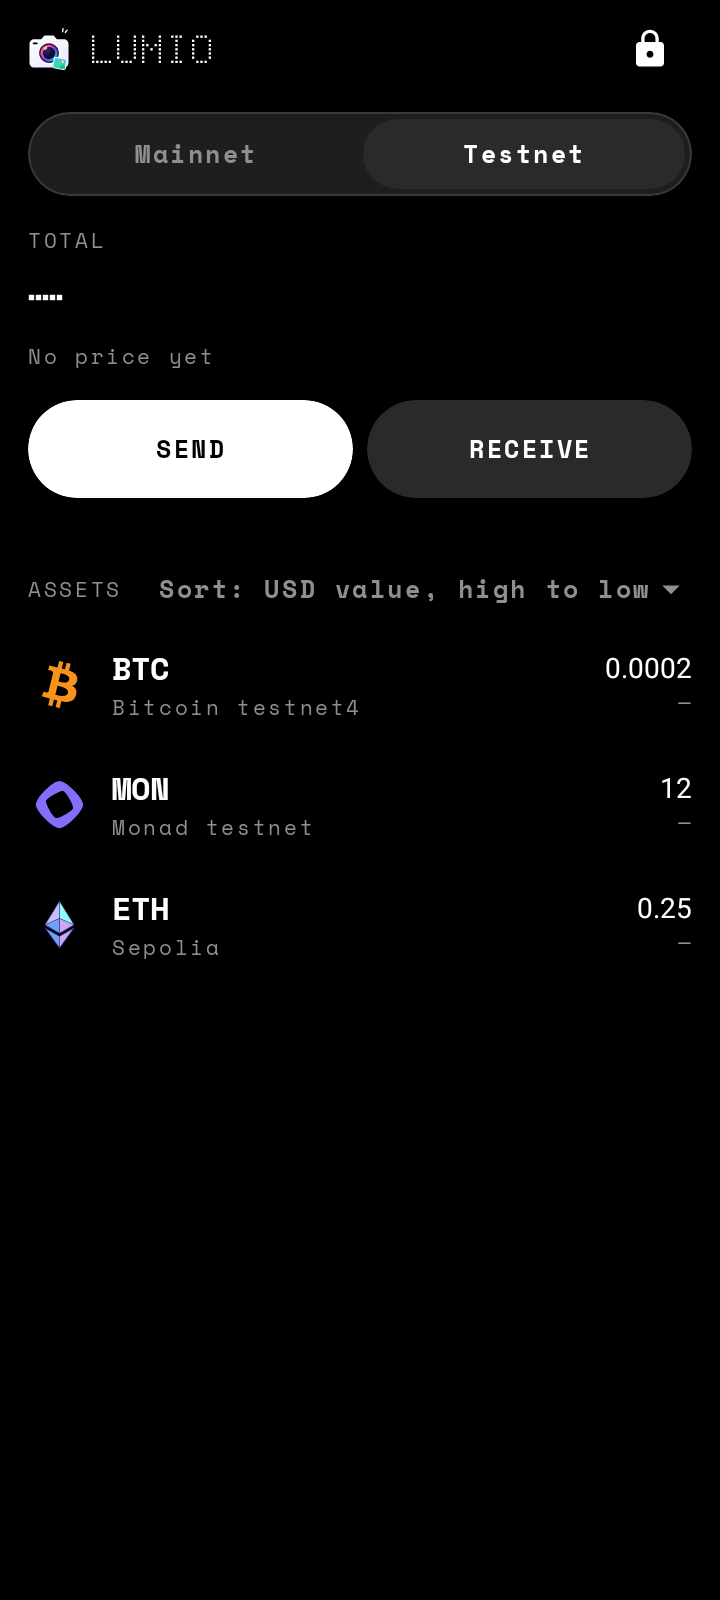 LUMIO
Mainnet Testnet
TOTAL
—
No price yet
SEND RECEIVE
ASSETS Sort: USD value, high to low
BTC 0.0002
Bitcoin testnet4 —
MON 12
Monad testnet —
ETH 0.25
Sepolia —